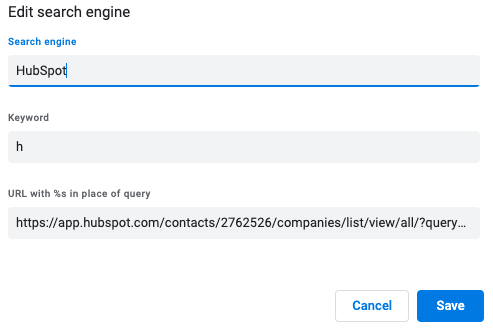 Edit search engine
Search engine
HubSpot
Keyword
h
URL with %s in place of query
https://app.hubspot.com/contacts/2762526/companies/list/view/all/?query...
Cancel Save